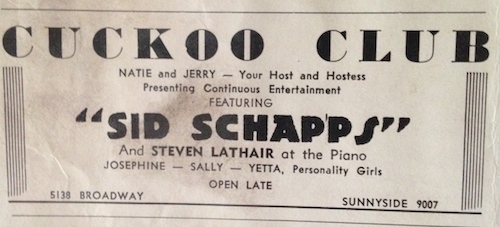 CUCKOO CLUB
NATIE and JERRY — Your Host and Hostess
Presenting Continuous Entertainment
FEATURING
"SID SCHAPPS"
And STEVEN LATHAIR at the Piano
JOSEPHINE — SALLY — YETTA, Personality Girls
OPEN LATE
5138 BROADWAY
SUNNYSIDE 9007